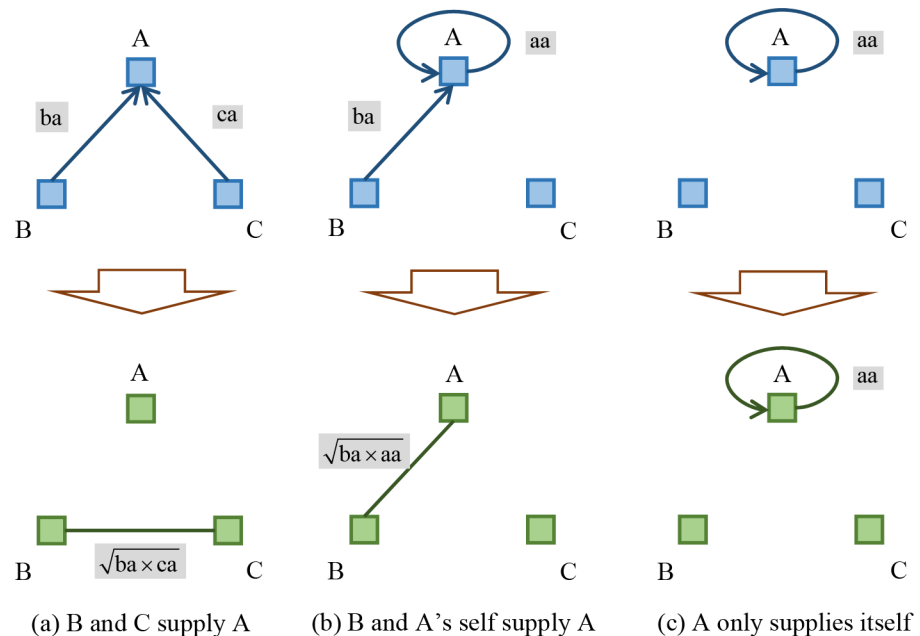 A
ba
ca
B
C
A
aa
ba
B
C
A
aa
B
C
A
B
C
√ba × ca
A
√ba × aa
B
C
A
aa
B
C
(a) B and C supply A
(b) B and A's self supply A
(c) A only supplies itself